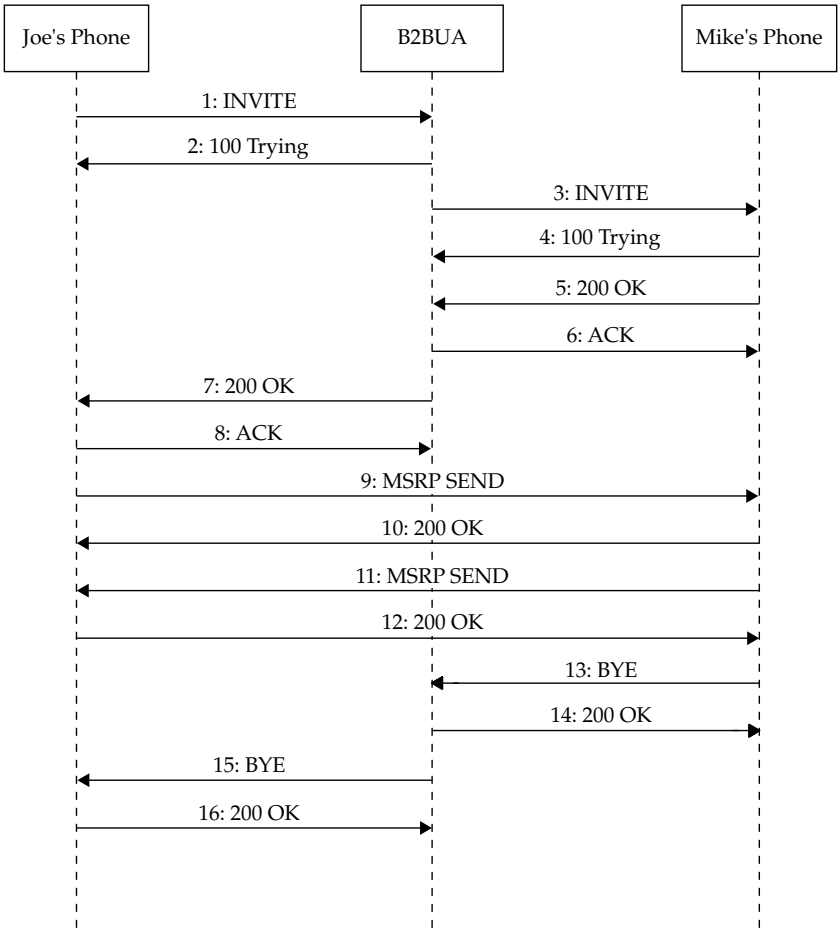 Joe's Phone
B2BUA
Mike's Phone
1: INVITE
2: 100 Trying
3: INVITE
4: 100 Trying
5: 200 OK
6: ACK
7: 200 OK
8: ACK
9: MSRP SEND
10: 200 OK
11: MSRP SEND
12: 200 OK
13: BYE
14: 200 OK
15: BYE
16: 200 OK